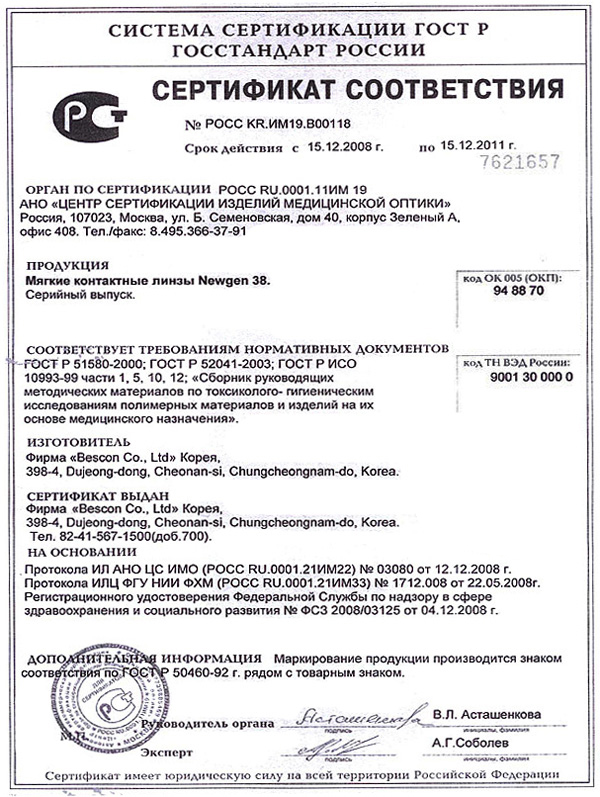 СИСТЕМА СЕРТИФИКАЦИИ ГОСТ Р
ГОССТАНДАРТ РОССИИ
СЕРТИФИКАТ СООТВЕТСТВИЯ
№ РОСС KR.ИМ19.В00118
Срок действия с 15.12.2008 г. по 15.12.2011 г.
7621657
ОРГАН ПО СЕРТИФИКАЦИИ РОСС RU.0001.11ИМ 19
АНО «ЦЕНТР СЕРТИФИКАЦИИ ИЗДЕЛИЙ МЕДИЦИНСКОЙ ОПТИКИ»
Россия, 107023, Москва, ул. Б. Семеновская, дом 40, корпус Зеленый А,
офис 408. Тел./факс: 8.495.366-37-91
ПРОДУКЦИЯ
Мягкие контактные линзы Newgen 38.
Серийный выпуск.
код ОК 005 (ОКП):
94 88 70
СООТВЕТСТВУЕТ ТРЕБОВАНИЯМ НОРМАТИВНЫХ ДОКУМЕНТОВ
ГОСТ Р 51580-2000; ГОСТ Р 52041-2003; ГОСТ Р ИСО
10993-99 части 1, 5, 10, 12; «Сборник руководящих
методических материалов по токсиколого- гигиеническим
исследованиям полимерных материалов и изделий на их
основе медицинского назначения».
код ТН ВЭД России:
9001 30 000 0
ИЗГОТОВИТЕЛЬ
Фирма «Bescon Co., Ltd» Корея,
398-4, Dujeong-dong, Cheonan-si, Chungcheongnam-do, Korea.
СЕРТИФИКАТ ВЫДАН
Фирма «Bescon Co., Ltd» Корея,
398-4, Dujeong-dong, Cheonan-si, Chungcheongnam-do, Korea.
Тел. 82-41-567-1500(доб.700).
НА ОСНОВАНИИ
Протокола ИЛ АНО ЦС ИМО (РОСС RU.0001.21ИМ22) № 03080 от 12.12.2008 г.
Протокола ИЛЦ ФГУ НИИ ФХМ (РОСС RU.0001.21ИМ33) № 1712.008 от 22.05.2008г.
Регистрационного удостоверения Федеральной Службы по надзору в сфере
здравоохранения и социального развития № ФСЗ 2008/03125 от 04.12.2008 г.
ДОПОЛНИТЕЛЬНАЯ ИНФОРМАЦИЯ Маркирование продукции производится знаком
соответствия по ГОСТ Р 50460-92 г. рядом с товарным знаком.
ДЛЯ СЕРТИФИКАТОВ
М.П.
Руководитель органа Асташенкова В.Л. Асташенкова
подпись инициалы, фамилия
Эксперт А.Г.Соболев
подпись инициалы, фамилия
Сертификат имеет юридическую силу на всей территории Российской Федерации